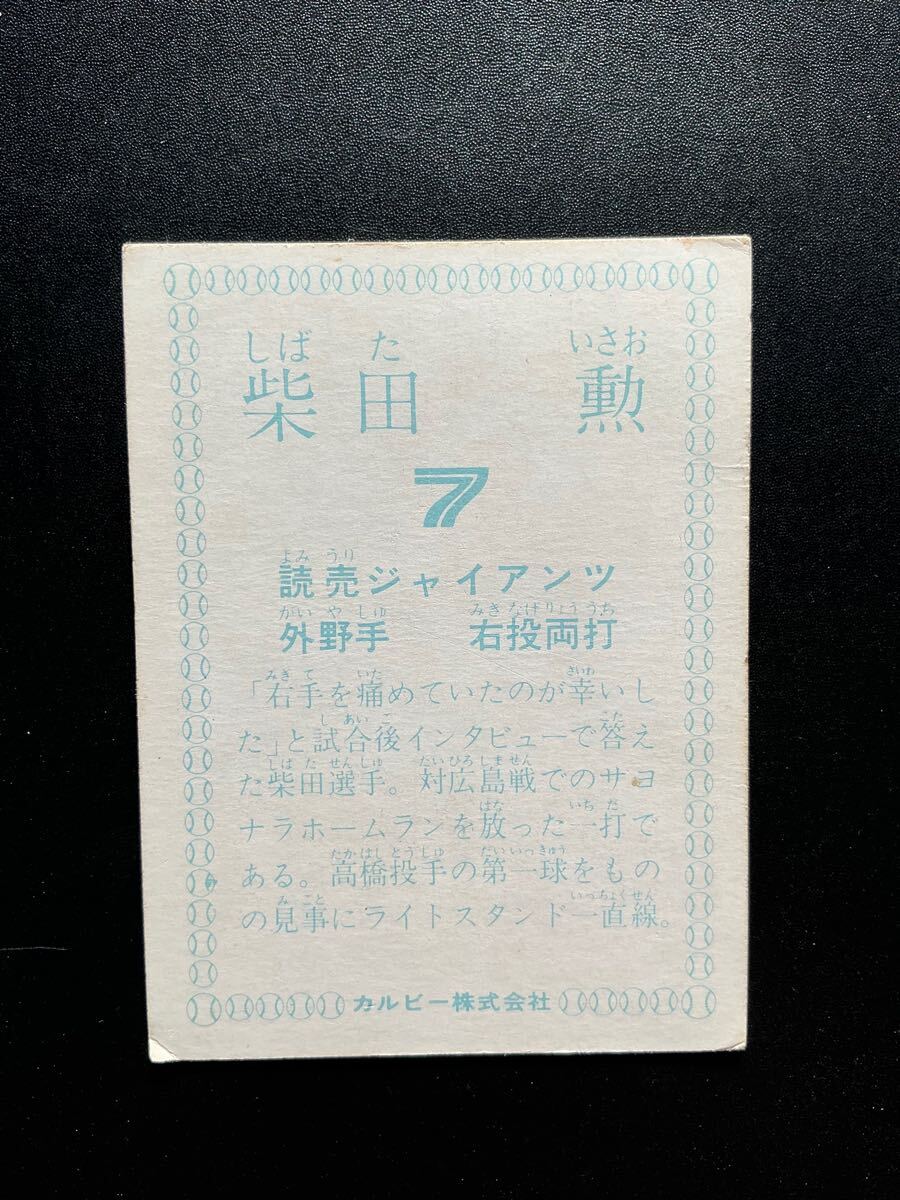 しば た いさお
柴田 勲
7
よみ うり
読売ジャイアンツ
がい や しゅ みぎ なげ りょう うち
外野手 右投両打
みぎ て いた さいわ
「右手を痛めていたのが幸いし
し あい ご こた
た」と試合後インタビューで答え
しば た せん しゅ たい ひろ しま せん
た柴田選手。対広島戦でのサヨ
はな いち だ
ナラホームランを放った一打で
たか はし とう しゅ だい いっ きゅう
ある。高橋投手の第一球をもの
み ごと いっ ちょく せん
の見事にライトスタンド一直線。
カルビー株式会社